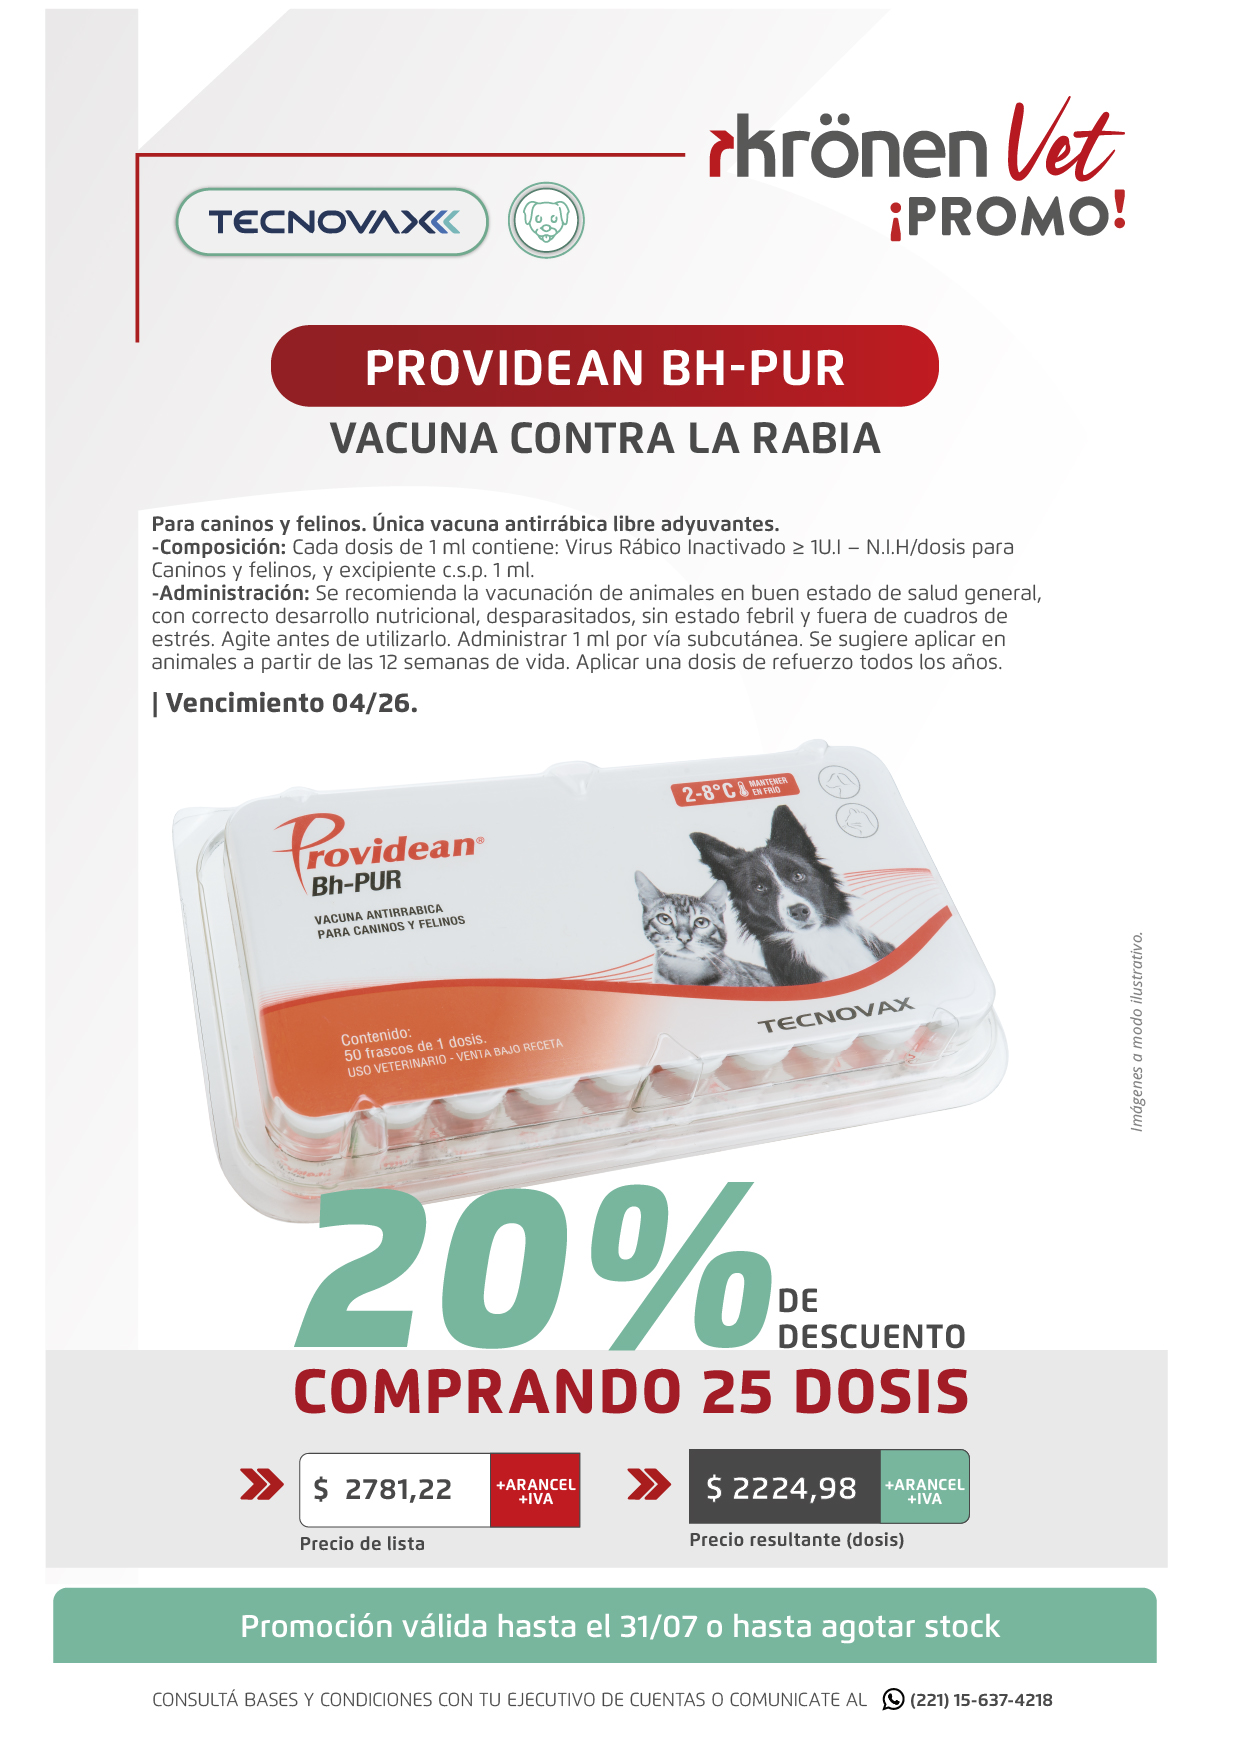 krönen Vet
¡PROMO!
TECNOVAX
PROVIDEAN BH-PUR
VACUNA CONTRA LA RABIA
Para caninos y felinos. Única vacuna antirrábica libre adyuvantes.
-Composición: Cada dosis de 1 ml contiene: Virus Rábico Inactivado ≥ 1U.I – N.I.H/dosis para
Caninos y felinos, y excipiente c.s.p. 1 ml.
-Administración: Se recomienda la vacunación de animales en buen estado de salud general,
con correcto desarrollo nutricional, desparasitados, sin estado febril y fuera de cuadros de
estrés. Agite antes de utilizarlo. Administrar 1 ml por vía subcutánea. Se sugiere aplicar en
animales a partir de las 12 semanas de vida. Aplicar una dosis de refuerzo todos los años.
| Vencimiento 04/26.
2-8°C MANTENER
EN FRÍO
Providean®
Bh-PUR
VACUNA ANTIRRABICA
PARA CANINOS Y FELINOS
TECNOVAX
Contenido:
50 frascos de 1 dosis.
USO VETERINARIO - VENTA BAJO RECETA
Imágenes a modo ilustrativo.
20% DE
DESCUENTO
COMPRANDO 25 DOSIS
$ 2781,22 +ARANCEL
+IVA
Precio de lista
$ 2224,98 +ARANCEL
+IVA
Precio resultante (dosis)
Promoción válida hasta el 31/07 o hasta agotar stock
CONSULTÁ BASES Y CONDICIONES CON TU EJECUTIVO DE CUENTAS O COMUNICATE AL (221) 15-637-4218